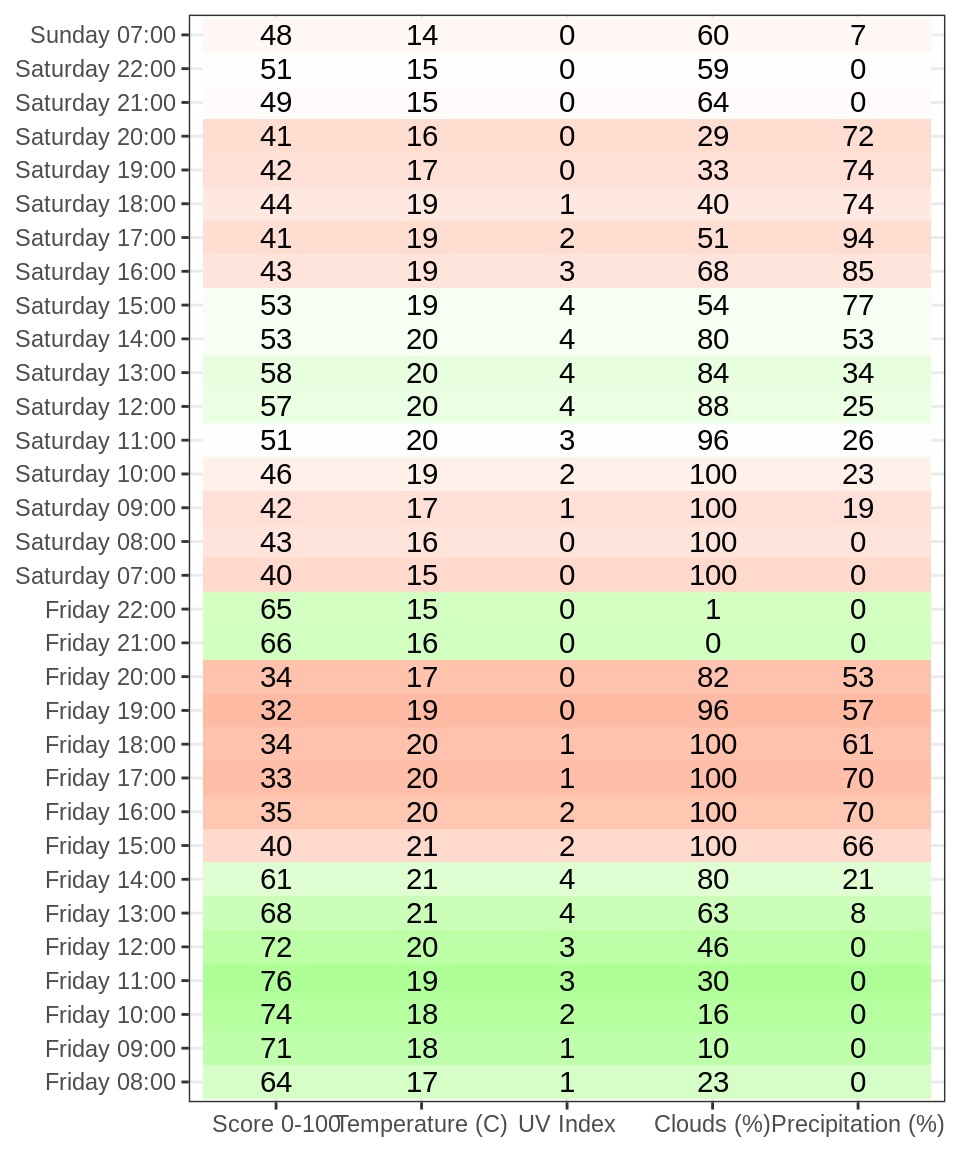 Sunday 07:00 48 14 0 60 7
Saturday 22:00 51 15 0 59 0
Saturday 21:00 49 15 0 64 0
Saturday 20:00 41 16 0 29 72
Saturday 19:00 42 17 0 33 74
Saturday 18:00 44 19 1 40 74
Saturday 17:00 41 19 2 51 94
Saturday 16:00 43 19 3 68 85
Saturday 15:00 53 19 4 54 77
Saturday 14:00 53 20 4 80 53
Saturday 13:00 58 20 4 84 34
Saturday 12:00 57 20 4 88 25
Saturday 11:00 51 20 3 96 26
Saturday 10:00 46 19 2 100 23
Saturday 09:00 42 17 1 100 19
Saturday 08:00 43 16 0 100 0
Saturday 07:00 40 15 0 100 0
Friday 22:00 65 15 0 1 0
Friday 21:00 66 16 0 0 0
Friday 20:00 34 17 0 82 53
Friday 19:00 32 19 0 96 57
Friday 18:00 34 20 1 100 61
Friday 17:00 33 20 1 100 70
Friday 16:00 35 20 2 100 70
Friday 15:00 40 21 2 100 66
Friday 14:00 61 21 4 80 21
Friday 13:00 68 21 4 63 8
Friday 12:00 72 20 3 46 0
Friday 11:00 76 19 3 30 0
Friday 10:00 74 18 2 16 0
Friday 09:00 71 18 1 10 0
Friday 08:00 64 17 1 23 0
Score 0-100 Temperature (C) UV Index Clouds (%) Precipitation (%)